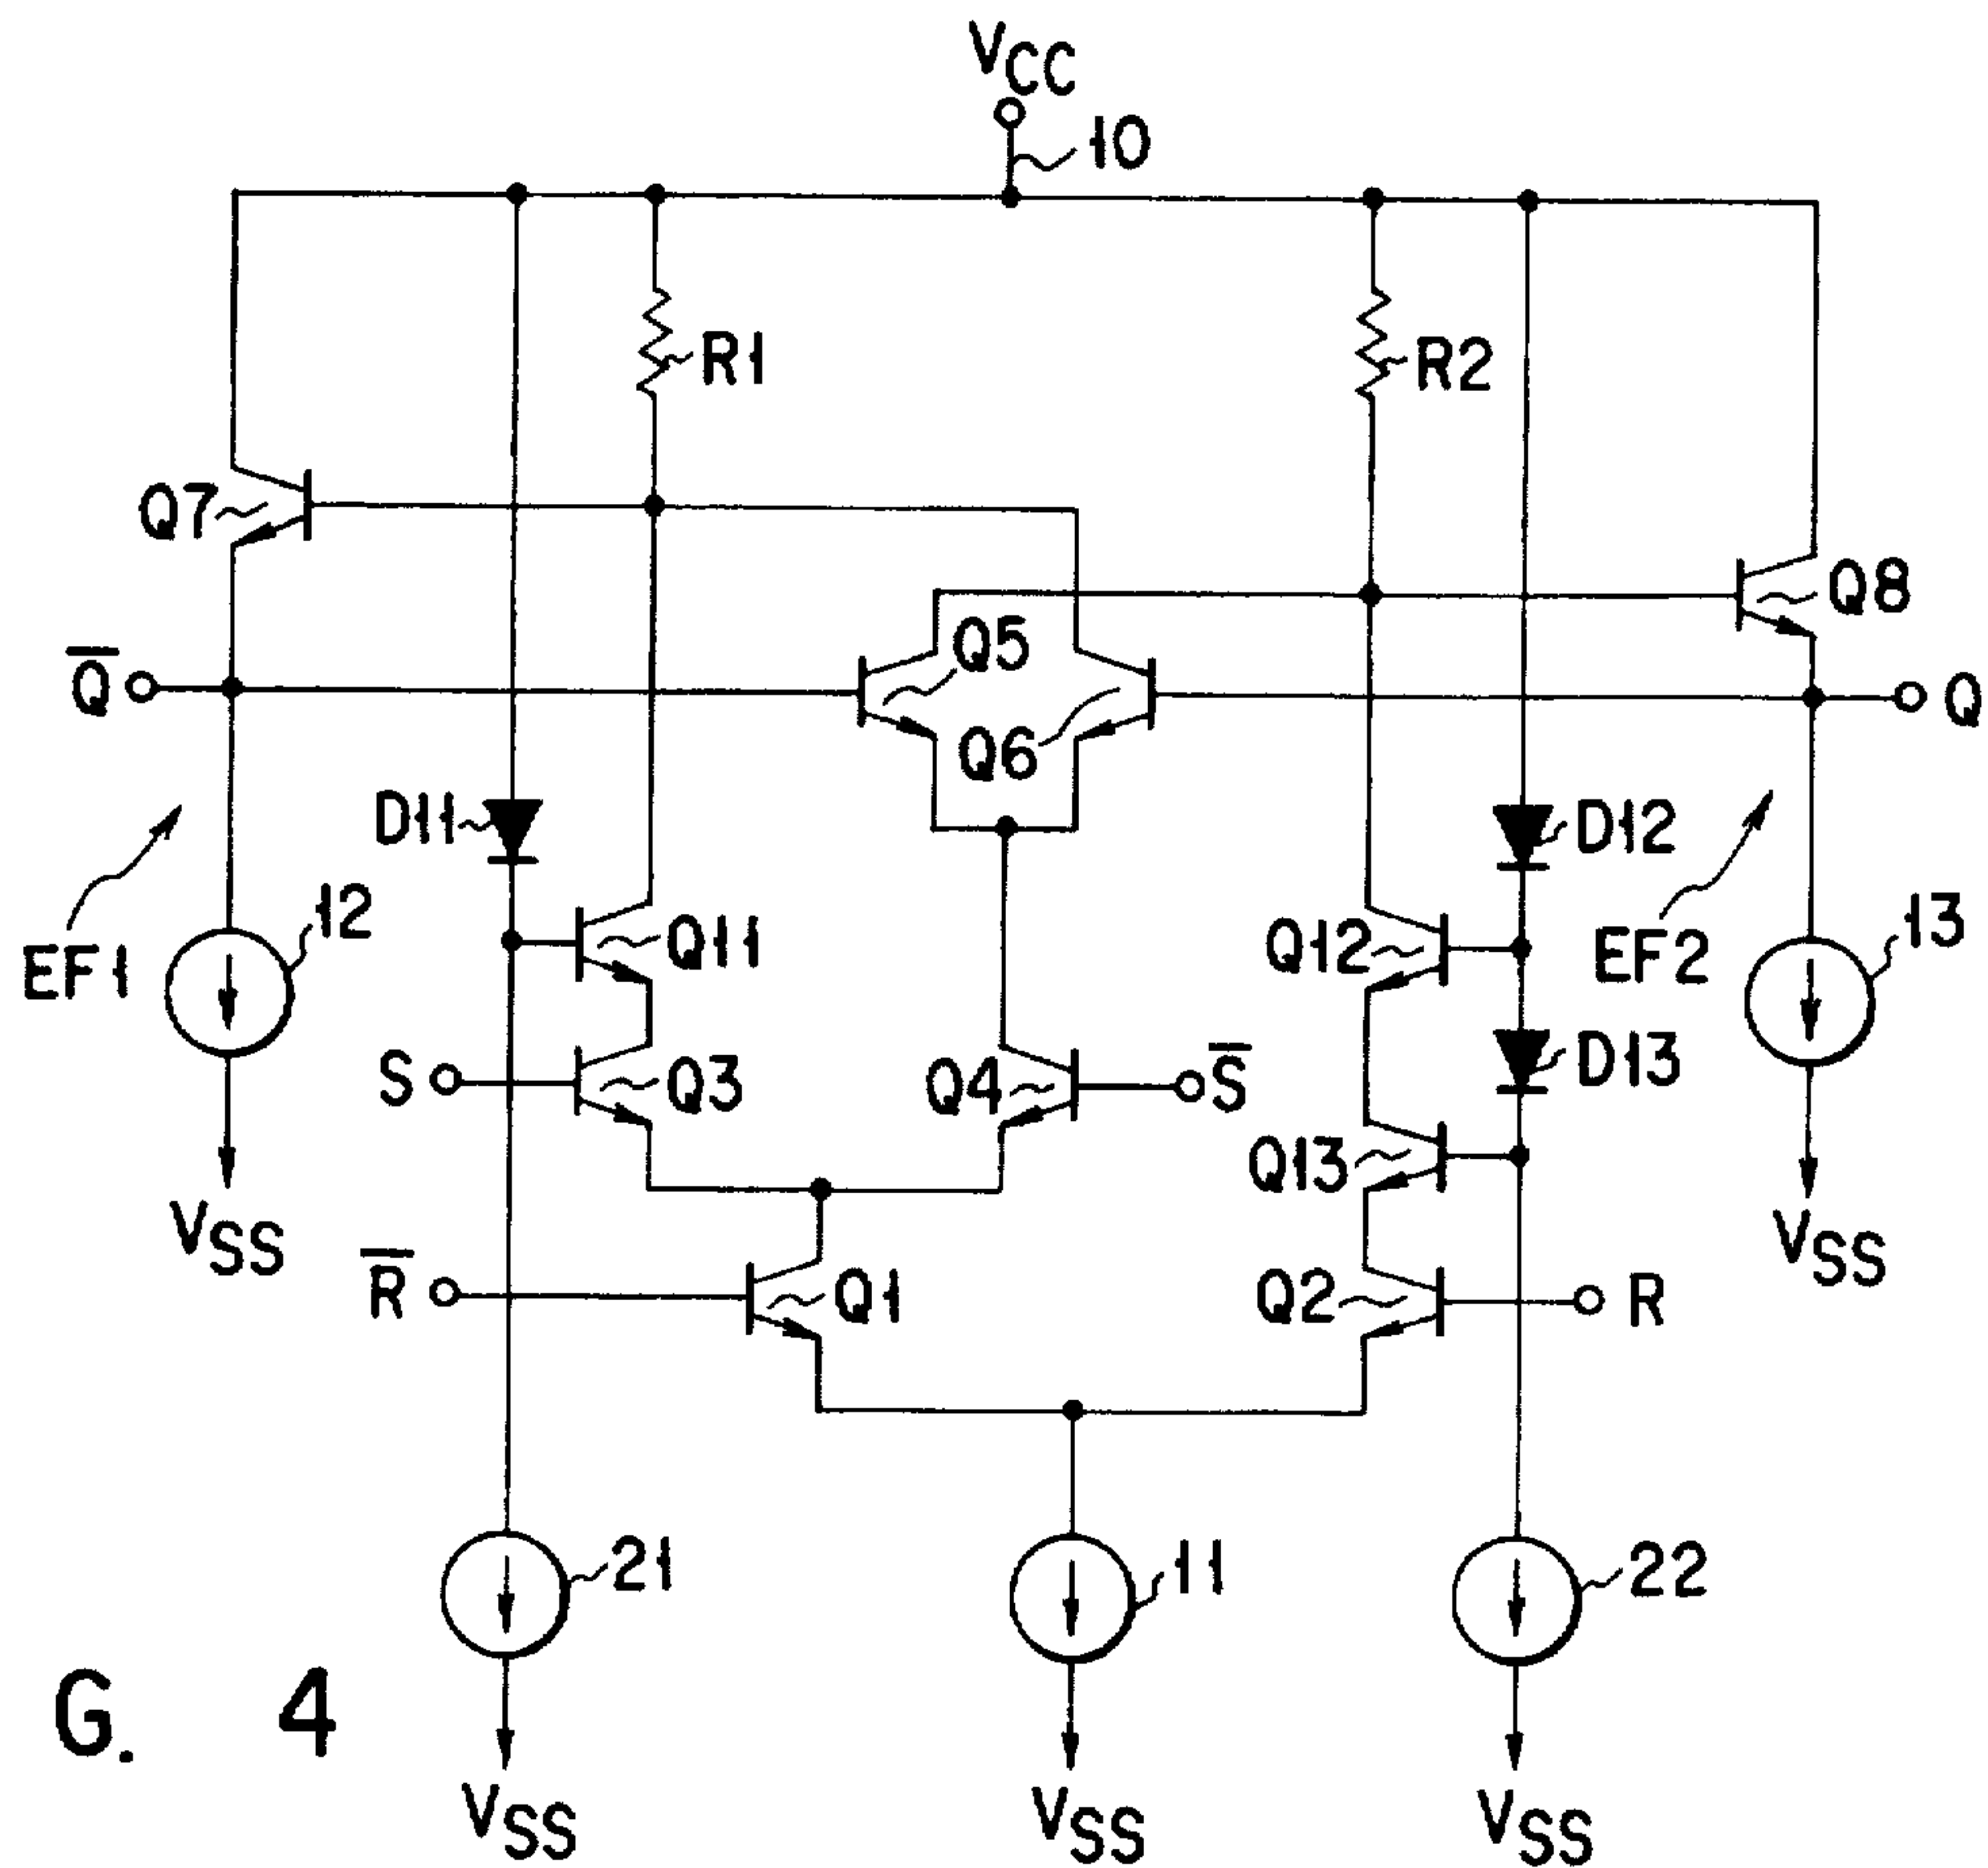 VCC
10
R1
R2
Q7
Q8
Q5
Q̅
Q
Q6
D11
D12
12
13
EF1
Q11
Q12
EF2
S
Q3
Q4
S̅
D13
Q13
VSS
VSS
R̅
Q1
Q2
R
21
11
22
G. 4
VSS
VSS
VSS